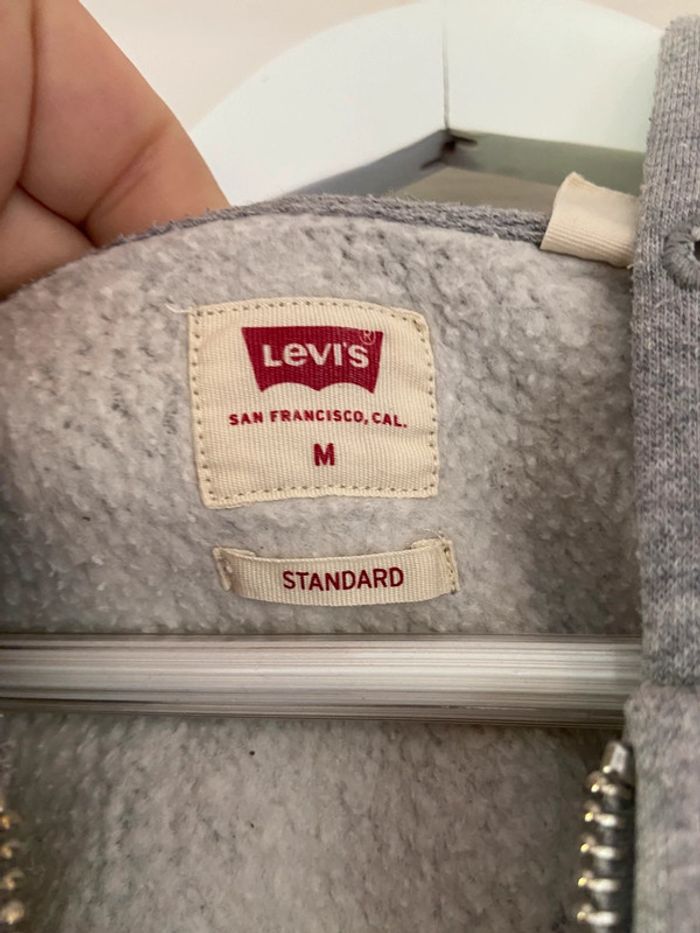 Levi's®
SAN FRANCISCO, CAL.
M
STANDARD